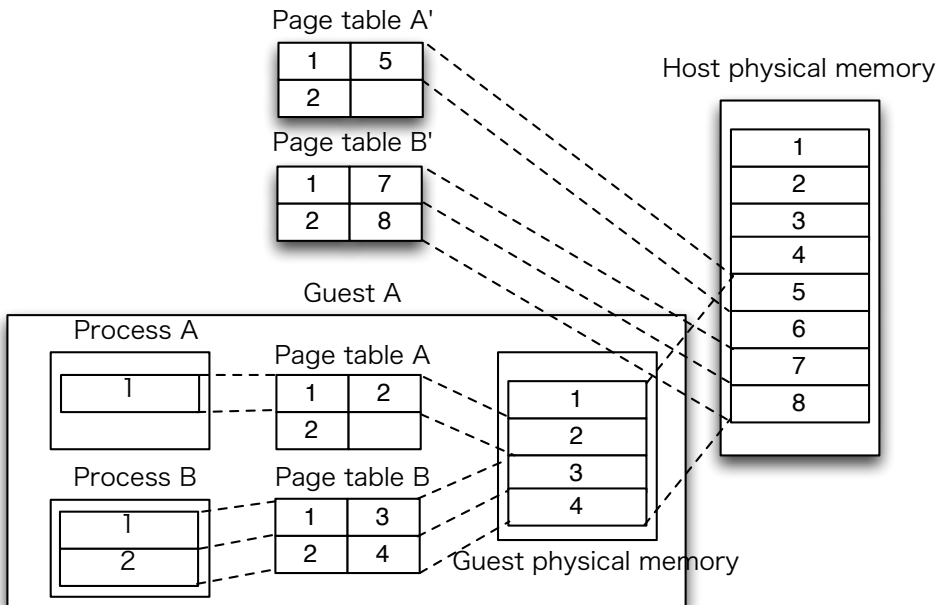 Page table A'
1 5
2
Page table B'
1 7
2 8
Host physical memory
1
2
3
4
5
6
7
8
Guest A
Process A
1
Page table A
1 2
2
Process B
1
2
Page table B
1 3
2 4
1
2
3
4
Guest physical memory